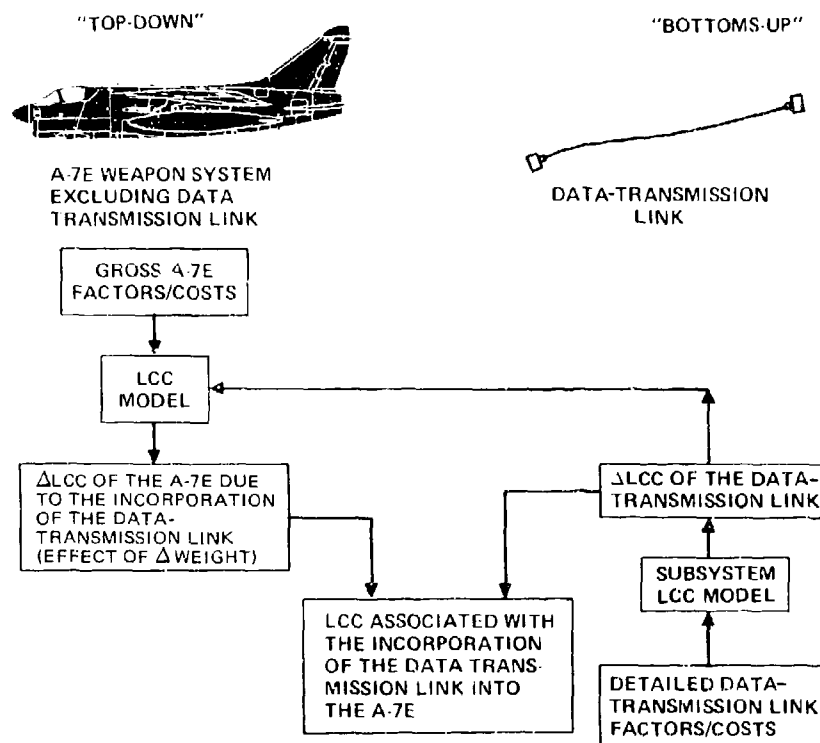 "TOP-DOWN"
"BOTTOMS-UP"
A-7E WEAPON SYSTEM
EXCLUDING DATA
TRANSMISSION LINK
DATA-TRANSMISSION
LINK
GROSS A-7E
FACTORS/COSTS
LCC
MODEL
ΔLCC OF THE A-7E DUE
TO THE INCORPORATION
OF THE DATA-
TRANSMISSION LINK
(EFFECT OF Δ WEIGHT)
ΔLCC OF THE DATA-
TRANSMISSION LINK
SUBSYSTEM
LCC MODEL
LCC ASSOCIATED WITH
THE INCORPORATION
OF THE DATA TRANS-
MISSION LINK INTO
THE A-7E
DETAILED DATA-
TRANSMISSION LINK
FACTORS/COSTS